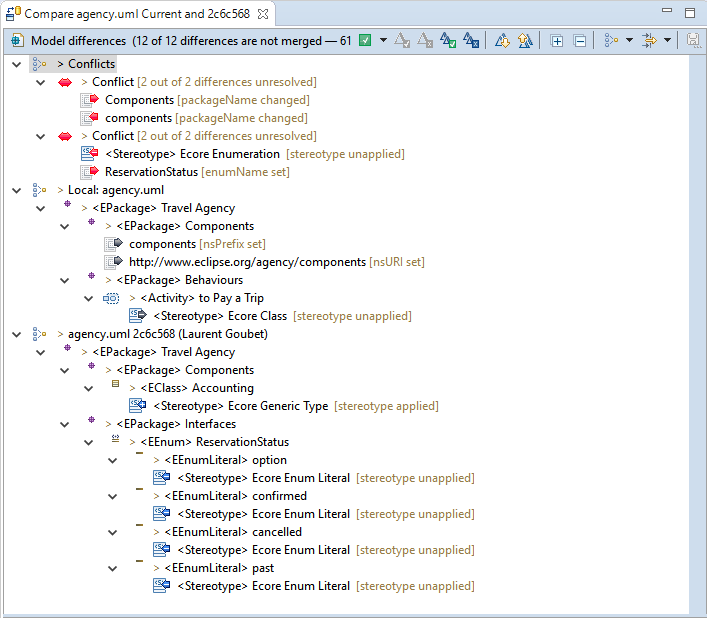 Compare agency.uml Current and 2c6c568
Model differences (12 of 12 differences are not merged — 61
> Conflicts
> Conflict [2 out of 2 differences unresolved]
Components [packageName changed]
components [packageName changed]
> Conflict [2 out of 2 differences unresolved]
<Stereotype> Ecore Enumeration [stereotype unapplied]
ReservationStatus [enumName set]
> Local: agency.uml
> <EPackage> Travel Agency
> <EPackage> Components
components [nsPrefix set]
http://www.eclipse.org/agency/components [nsURI set]
> <EPackage> Behaviours
> <Activity> to Pay a Trip
<Stereotype> Ecore Class [stereotype unapplied]
> agency.uml 2c6c568 (Laurent Goubet)
> <EPackage> Travel Agency
> <EPackage> Components
> <EClass> Accounting
<Stereotype> Ecore Generic Type [stereotype applied]
> <EPackage> Interfaces
> <EEnum> ReservationStatus
> <EEnumLiteral> option
<Stereotype> Ecore Enum Literal [stereotype unapplied]
> <EEnumLiteral> confirmed
<Stereotype> Ecore Enum Literal [stereotype unapplied]
> <EEnumLiteral> cancelled
<Stereotype> Ecore Enum Literal [stereotype unapplied]
> <EEnumLiteral> past
<Stereotype> Ecore Enum Literal [stereotype unapplied]